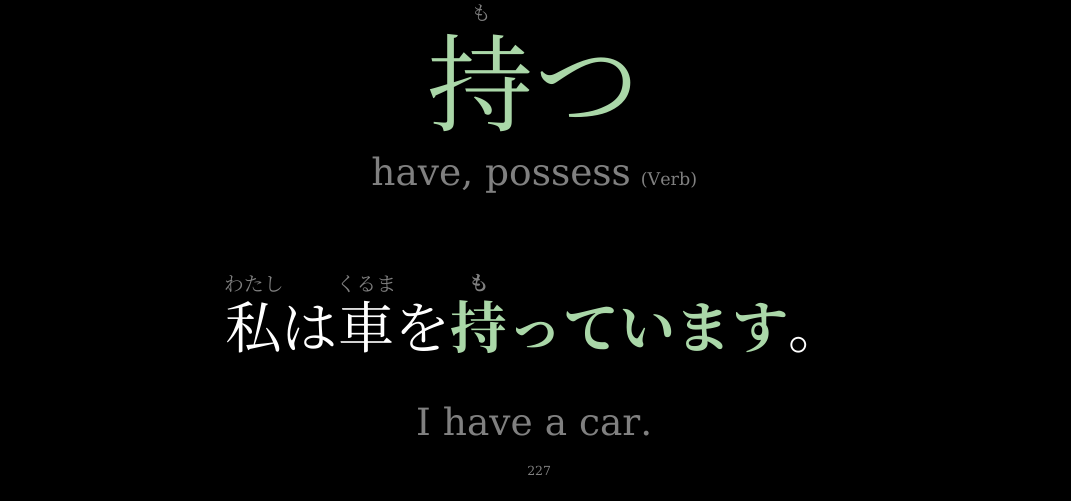 も
持つ
have, possess (Verb)
わたし くるま も
私は車を持っています。
I have a car.
227